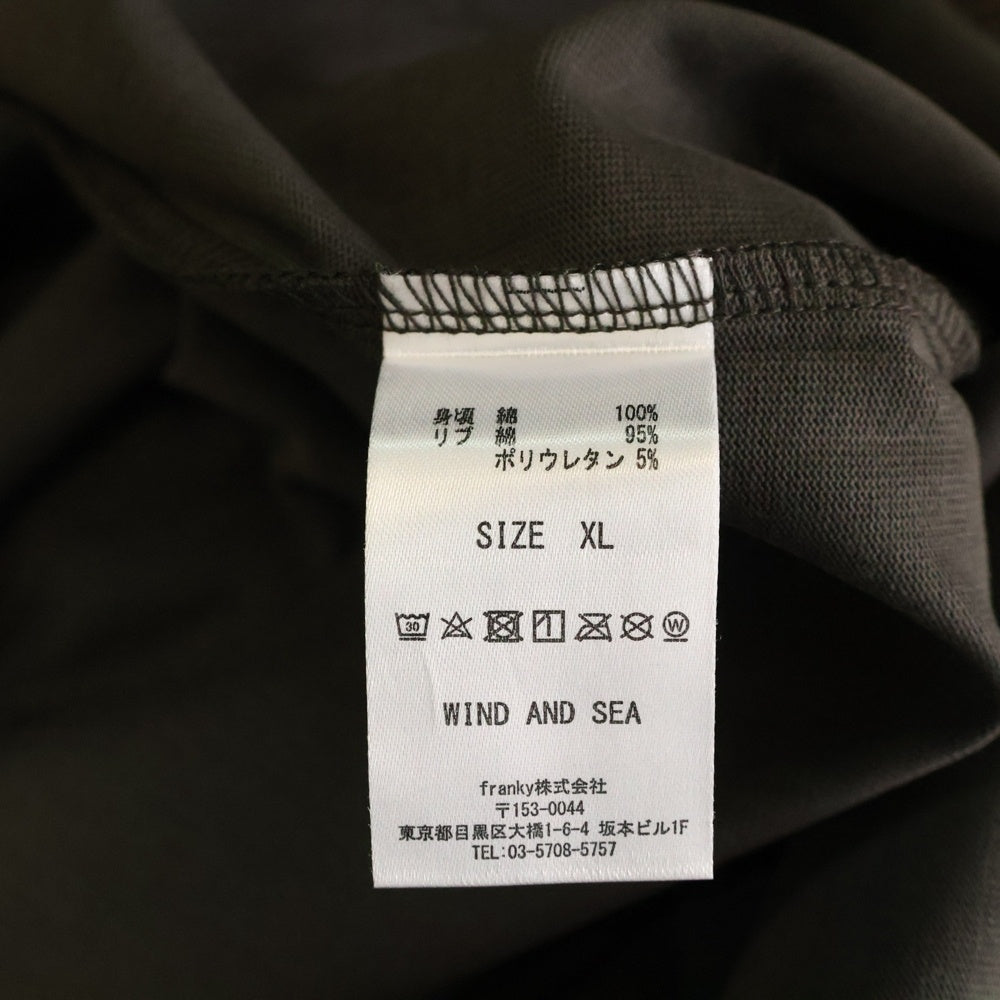 身頃 綿 100%
リブ 綿 95%
ポリウレタン 5%
SIZE XL
30
W
WIND AND SEA
franky株式会社
〒153-0044
東京都目黒区大橋1-6-4 坂本ビル1F
TEL:03-5708-5757